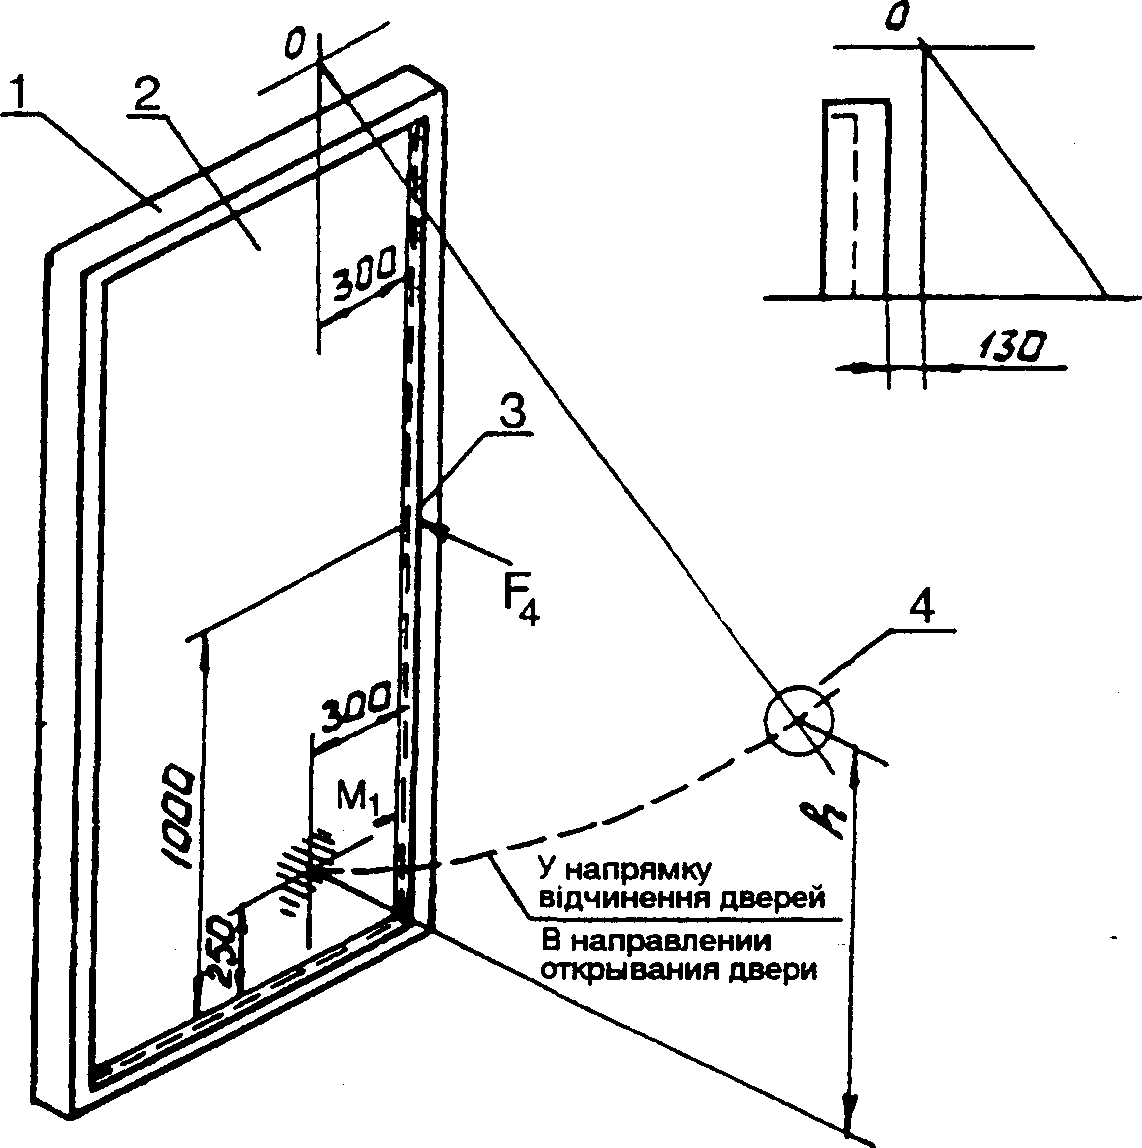 0
0
1
2
300
130
3
F4
4
300
1000
M1
h
У напрямку
відчинення дверей
В направлении
открывания двери
250